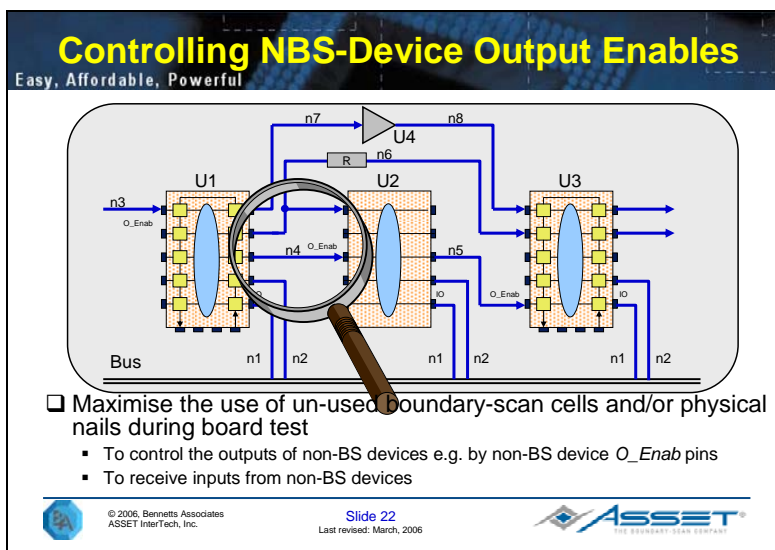 Controlling NBS-Device Output Enables
Easy, Affordable, Powerful
n7
n8
U4
R
n6
U1
U2
U3
n3
O_Enab
n4
O_Enab
n5
IO
O_Enab
IO
Bus
n1
n2
n1
n2
n1
n2
❑ Maximise the use of un-used boundary-scan cells and/or physical
nails during board test
▪ To control the outputs of non-BS devices e.g. by non-BS device O_Enab pins
▪ To receive inputs from non-BS devices
BA
© 2006, Bennetts Associates
ASSET InterTech, Inc.
Slide 22
Last revised: March, 2006
ASSET
THE BOUNDARY-SCAN COMPANY